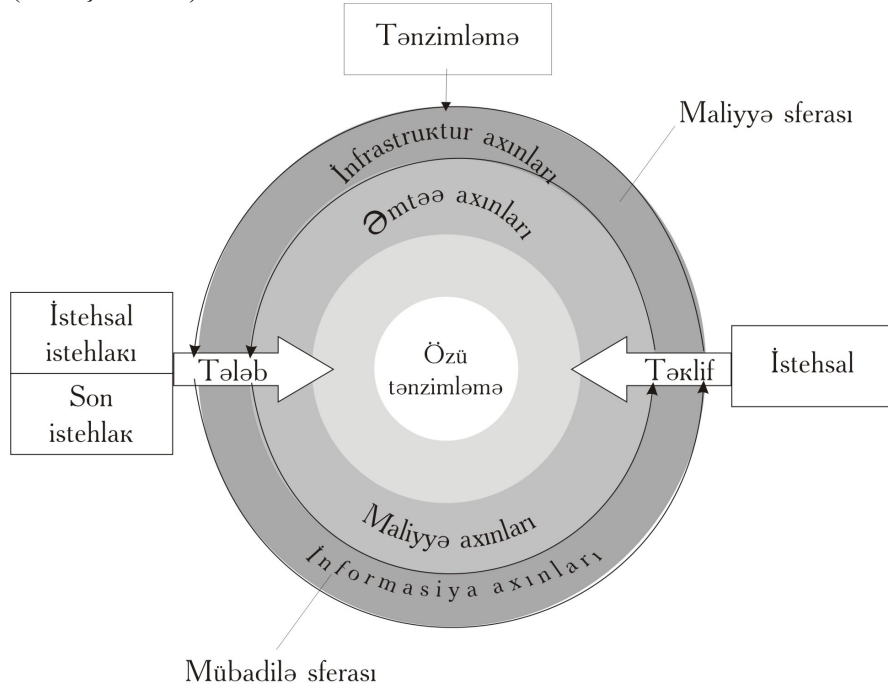 Tənzimləmə
Maliyyə sferası
İnfrastruktur axınları
Əmtəə axınları
İstehsal
istehlakı
Son
istehlak
Tələb
Özü
tənzimləmə
Təklif
İstehsal
Maliyyə axınları
İnformasiya axınları
Mübadilə sferası